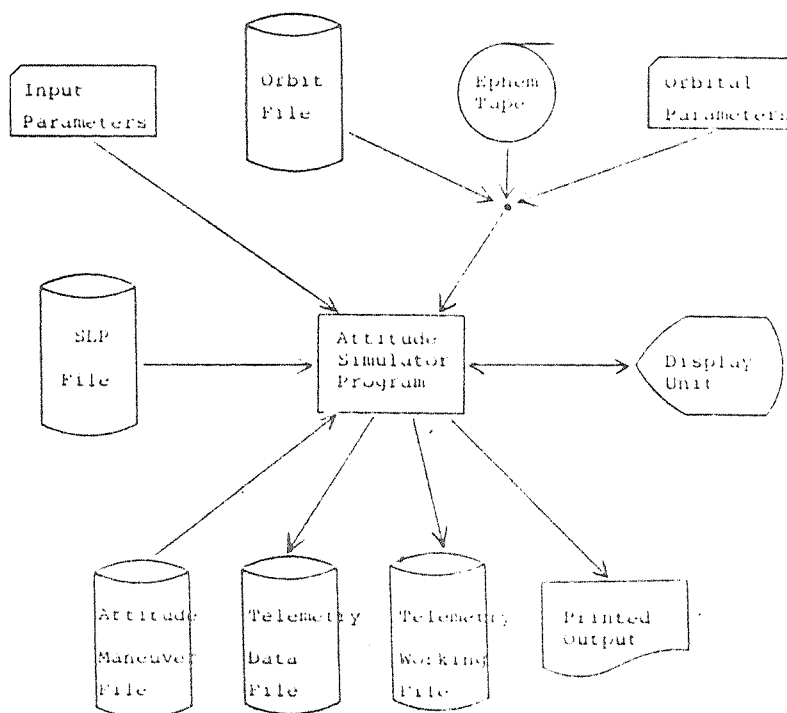 Input
Parameters
Orbit
File
Ephem
Tape
Orbital
Parameters
SLP
File
Attitude
Simulator
Program
Display
Unit
Attitude
Maneuver
File
Telemetry
Data
File
Telemetry
Working
File
Printed
Output